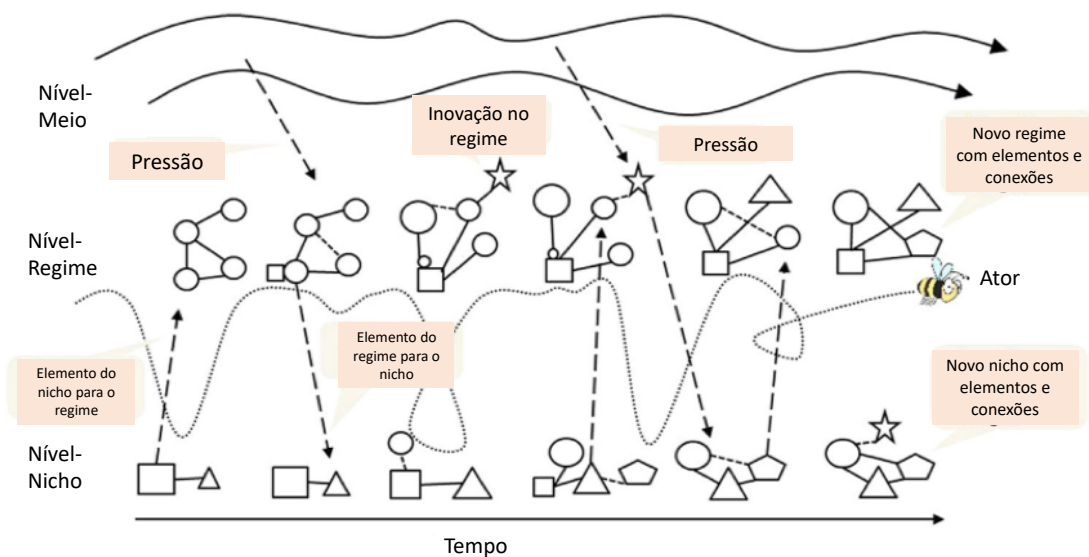 Nível-
Meio
Pressão
Inovação no
regime
Pressão
Novo regime
com elementos e
conexões
Nível-
Regime
Ator
Elemento do
nicho para o
regime
Elemento do
regime para o
nicho
Novo nicho com
elementos e
conexões
Nível-
Nicho
Tempo